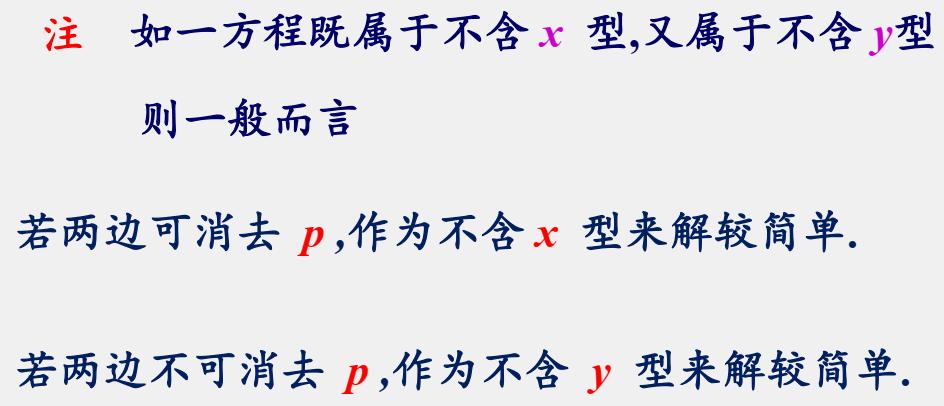 注 如一方程既属于不含 x 型,又属于不含 y型
则一般而言
若两边可消去 p ,作为不含 x 型来解较简单.
若两边不可消去 p ,作为不含 y 型来解较简单.